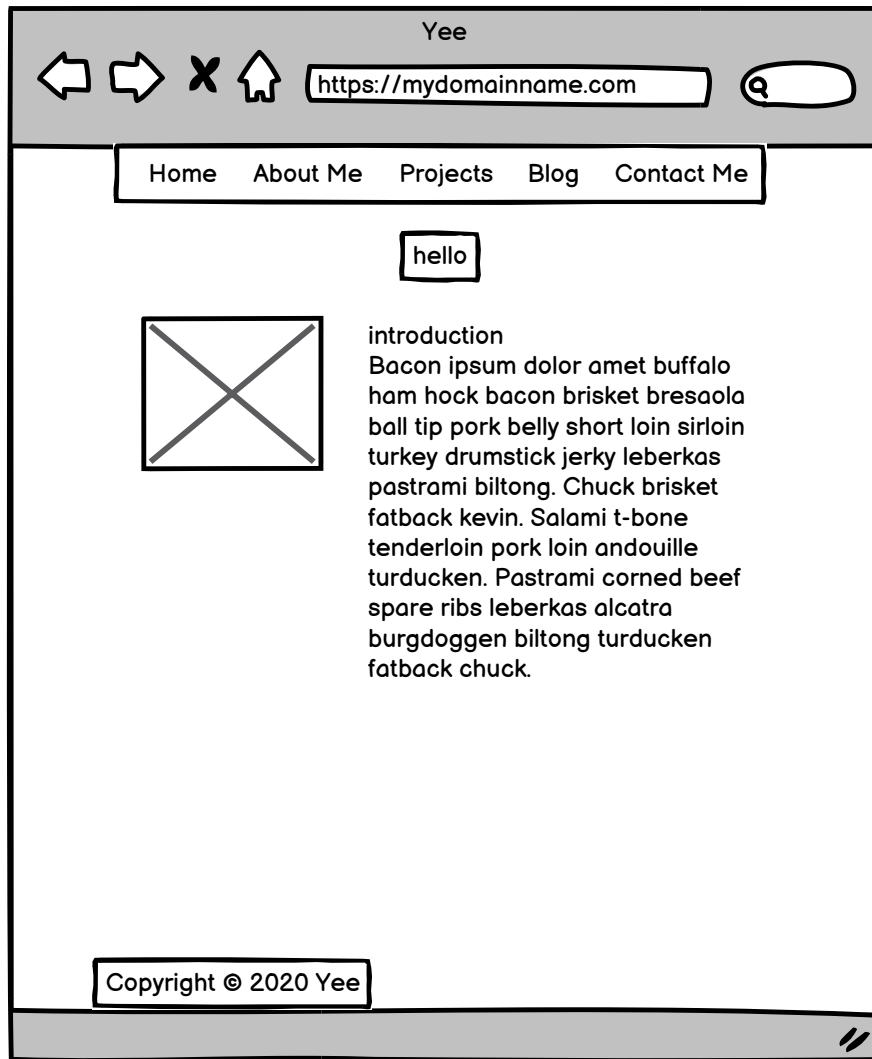 Yee
https://mydomainname.com
Home About Me Projects Blog Contact Me
hello
introduction
Bacon ipsum dolor amet buffalo
ham hock bacon brisket bresaola
ball tip pork belly short loin sirloin
turkey drumstick jerky leberkas
pastrami biltong. Chuck brisket
fatback kevin. Salami t-bone
tenderloin pork loin andouille
turducken. Pastrami corned beef
spare ribs leberkas alcatra
burgdoggen biltong turducken
fatback chuck.
Copyright © 2020 Yee